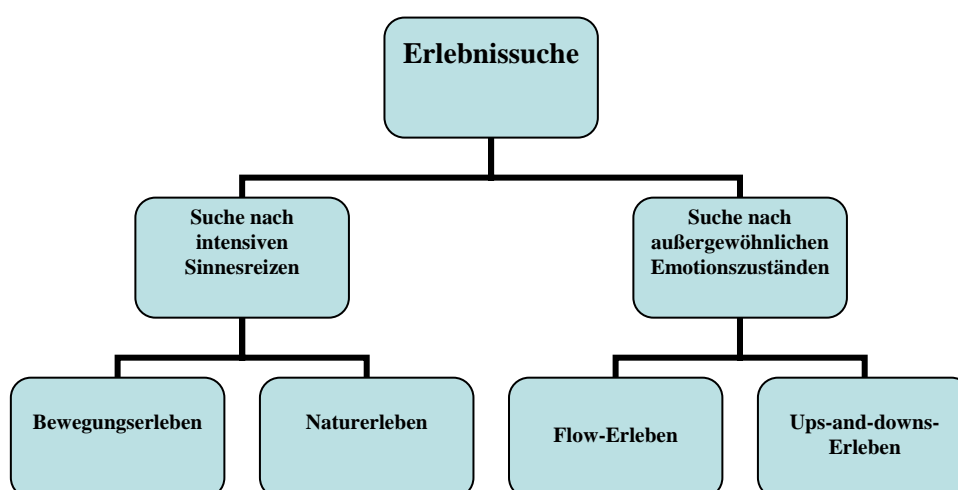 Erlebnissuche
Suche nach
intensiven
Sinnesreizen
Suche nach
außergewöhnlichen
Emotionszuständen
Bewegungserleben
Naturerleben
Flow-Erleben
Ups-and-downs-
Erleben